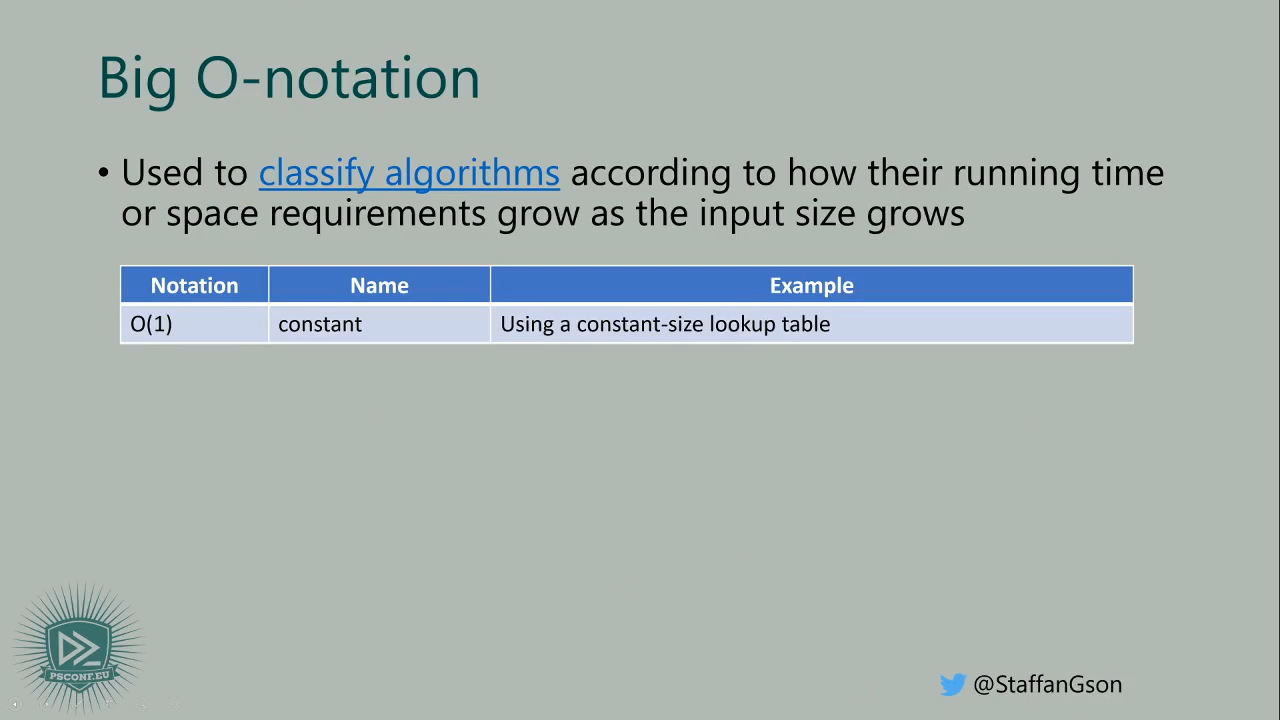 Big O-notation
• Used to classify algorithms according to how their running time
or space requirements grow as the input size grows
Notation Name Example
O(1) constant Using a constant-size lookup table
PSCONF.EU
@StaffanGson